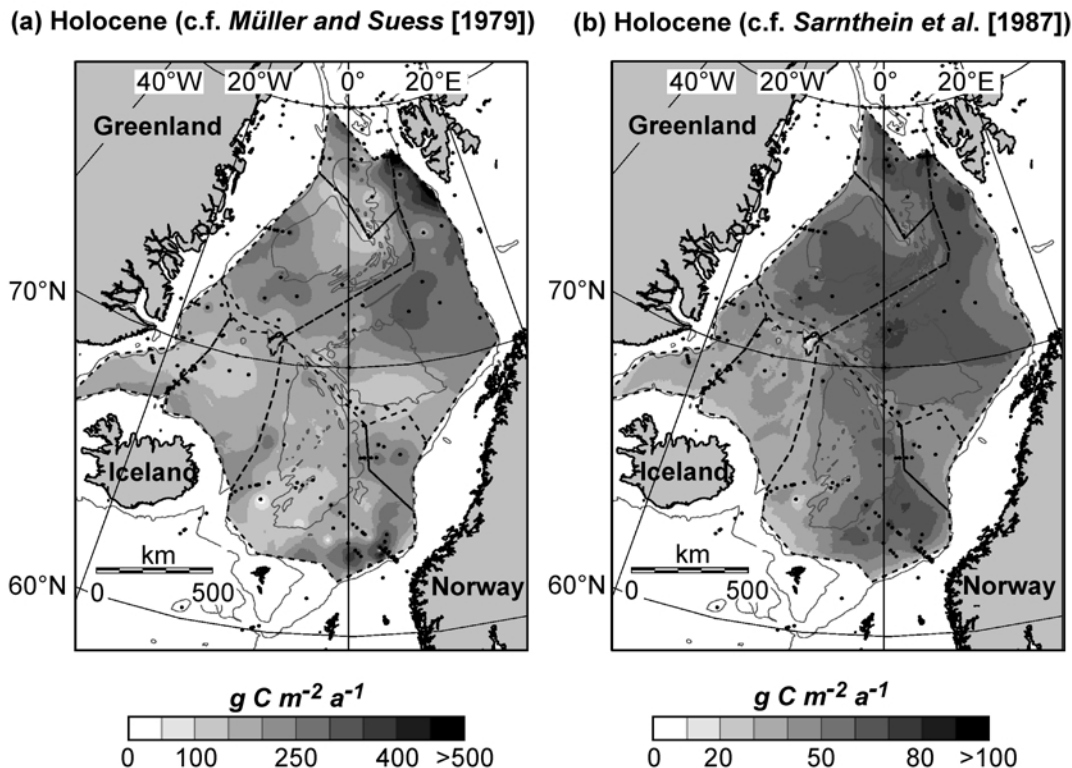 (a) Holocene (c.f. Müller and Suess [1979])
40°W 20°W 0° 20°E
Greenland
70°N
Iceland
km
0 500
60°N
Norway
g C m-2 a-1
0 100 250 400 >500
(b) Holocene (c.f. Sarnthein et al. [1987])
40°W 20°W 0° 20°E
Greenland
70°N
Iceland
km
0 500
60°N
Norway
g C m-2 a-1
0 20 50 80 >100